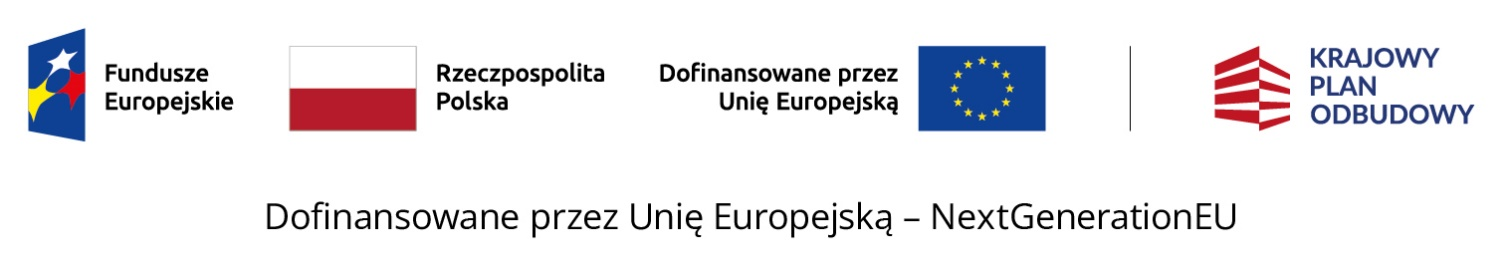 Fundusze
Europejskie
Rzeczpospolita
Polska
Dofinansowane przez
Unię Europejską
KRAJOWY
PLAN
ODBUDOWY
Dofinansowane przez Unię Europejską – NextGenerationEU